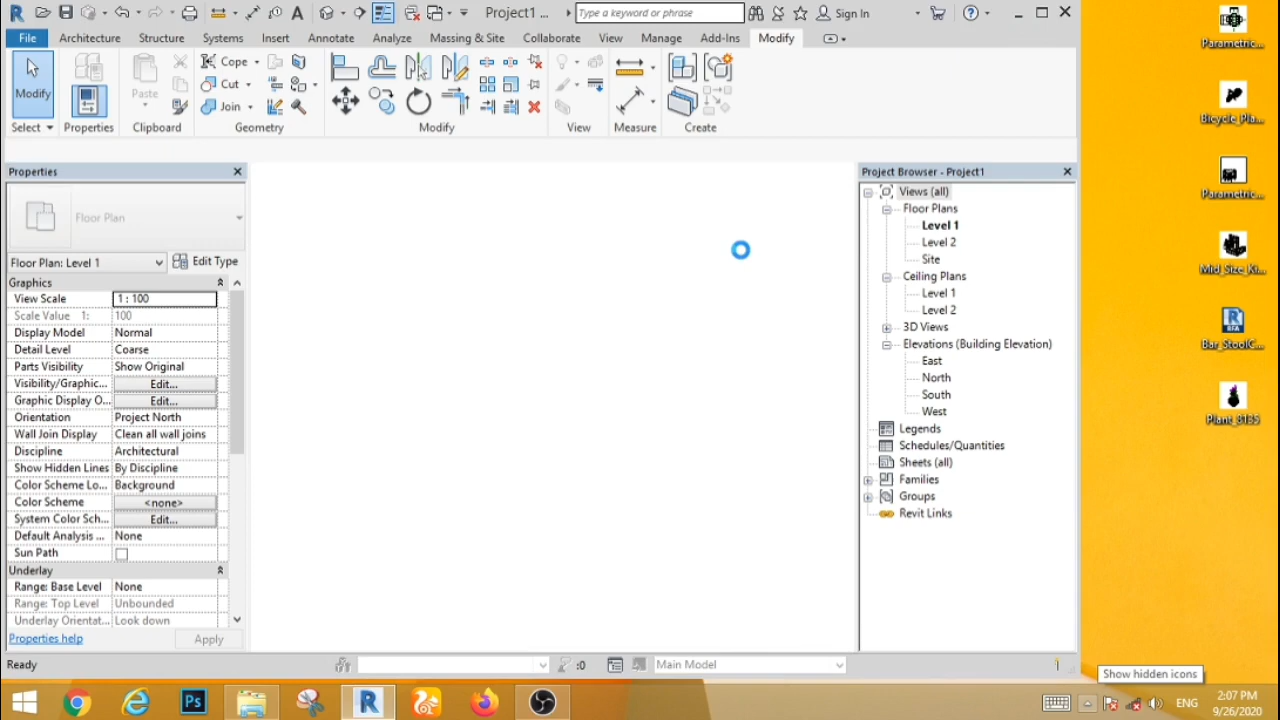 Project1 ...
Type a keyword or phrase
Sign In
File
Architecture
Structure
Systems
Insert
Annotate
Analyze
Massing & Site
Collaborate
View
Manage
Add-Ins
Modify
Modify
Paste
Cope
Cut
Join
Select
Properties
Clipboard
Geometry
Modify
View
Measure
Create
Properties
Floor Plan
Floor Plan: Level 1
Edit Type
Graphics
View Scale 1 : 100
Scale Value 1: 100
Display Model Normal
Detail Level Coarse
Parts Visibility Show Original
Visibility/Graphic... Edit...
Graphic Display O... Edit...
Orientation Project North
Wall Join Display Clean all wall joins
Discipline Architectural
Show Hidden Lines By Discipline
Color Scheme Lo... Background
Color Scheme <none>
System Color Sch... Edit...
Default Analysis ... None
Sun Path
Underlay
Range: Base Level None
Range: Top Level Unbounded
Underlay Orientat... Look down
Properties help
Apply
Project Browser - Project1
Views (all)
Floor Plans
Level 1
Level 2
Site
Ceiling Plans
Level 1
Level 2
3D Views
Elevations (Building Elevation)
East
North
South
West
Legends
Schedules/Quantities
Sheets (all)
Families
Groups
Revit Links
Ready
:0
Main Model
Parametric...
Bicycle_Pla...
Parametric...
Mid_Size_Ki...
RFA
Bar_StoolC...
Plant_8135
Show hidden icons
Ps
ENG
2:07 PM
9/26/2020